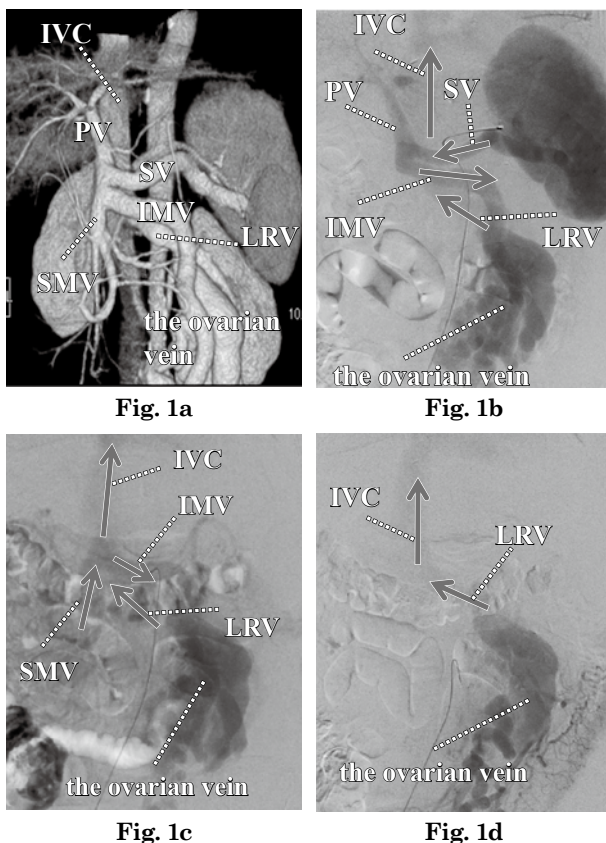 IVC
PV
SV
IMV
LRV
SMV
the ovarian
vein
10
Fig. 1a
IVC
SV
PV
IMV
LRV
the ovarian vein
Fig. 1b
IVC
IMV
LRV
SMV
the ovarian vein
Fig. 1c
IVC
LRV
the ovarian vein
Fig. 1d